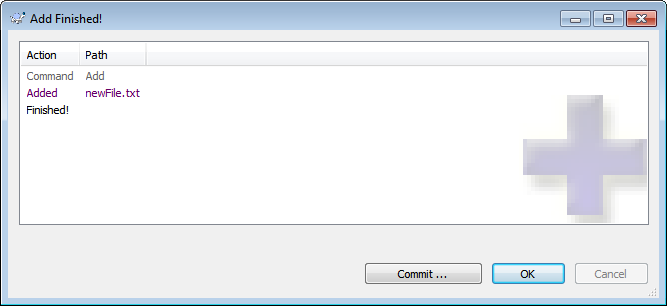 Add Finished!
Action Path
Command Add
Added newFile.txt
Finished!
Commit ... OK Cancel